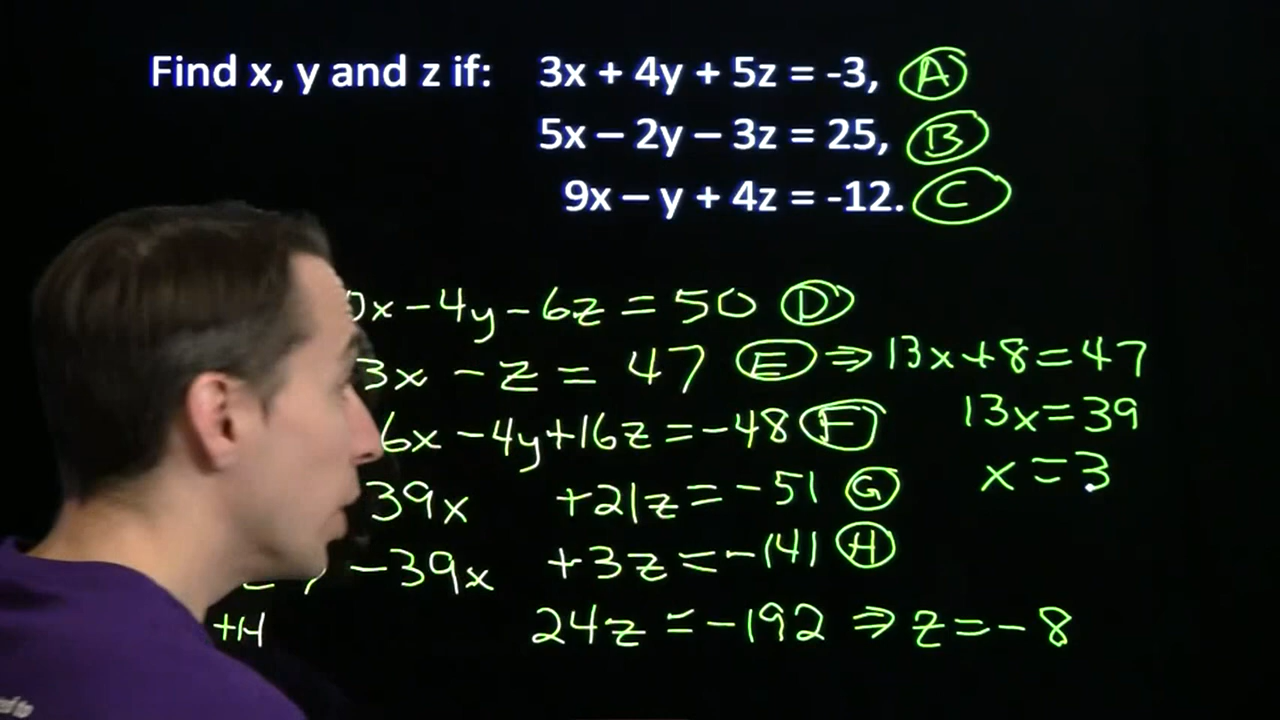 Find x, y and z if: 3x + 4y + 5z = -3, A
5x – 2y – 3z = 25, B
9x – y + 4z = -12. C
0x - 4y - 6z = 50 D
3x - z = 47 E ⇒ 13x + 8 = 47
13x = 39
6x - 4y + 16z = -48 F
x = 3
39x + 21z = -51 G
- 39x + 3z = -141 H
+H 24z = -192 ⇒ z = -8